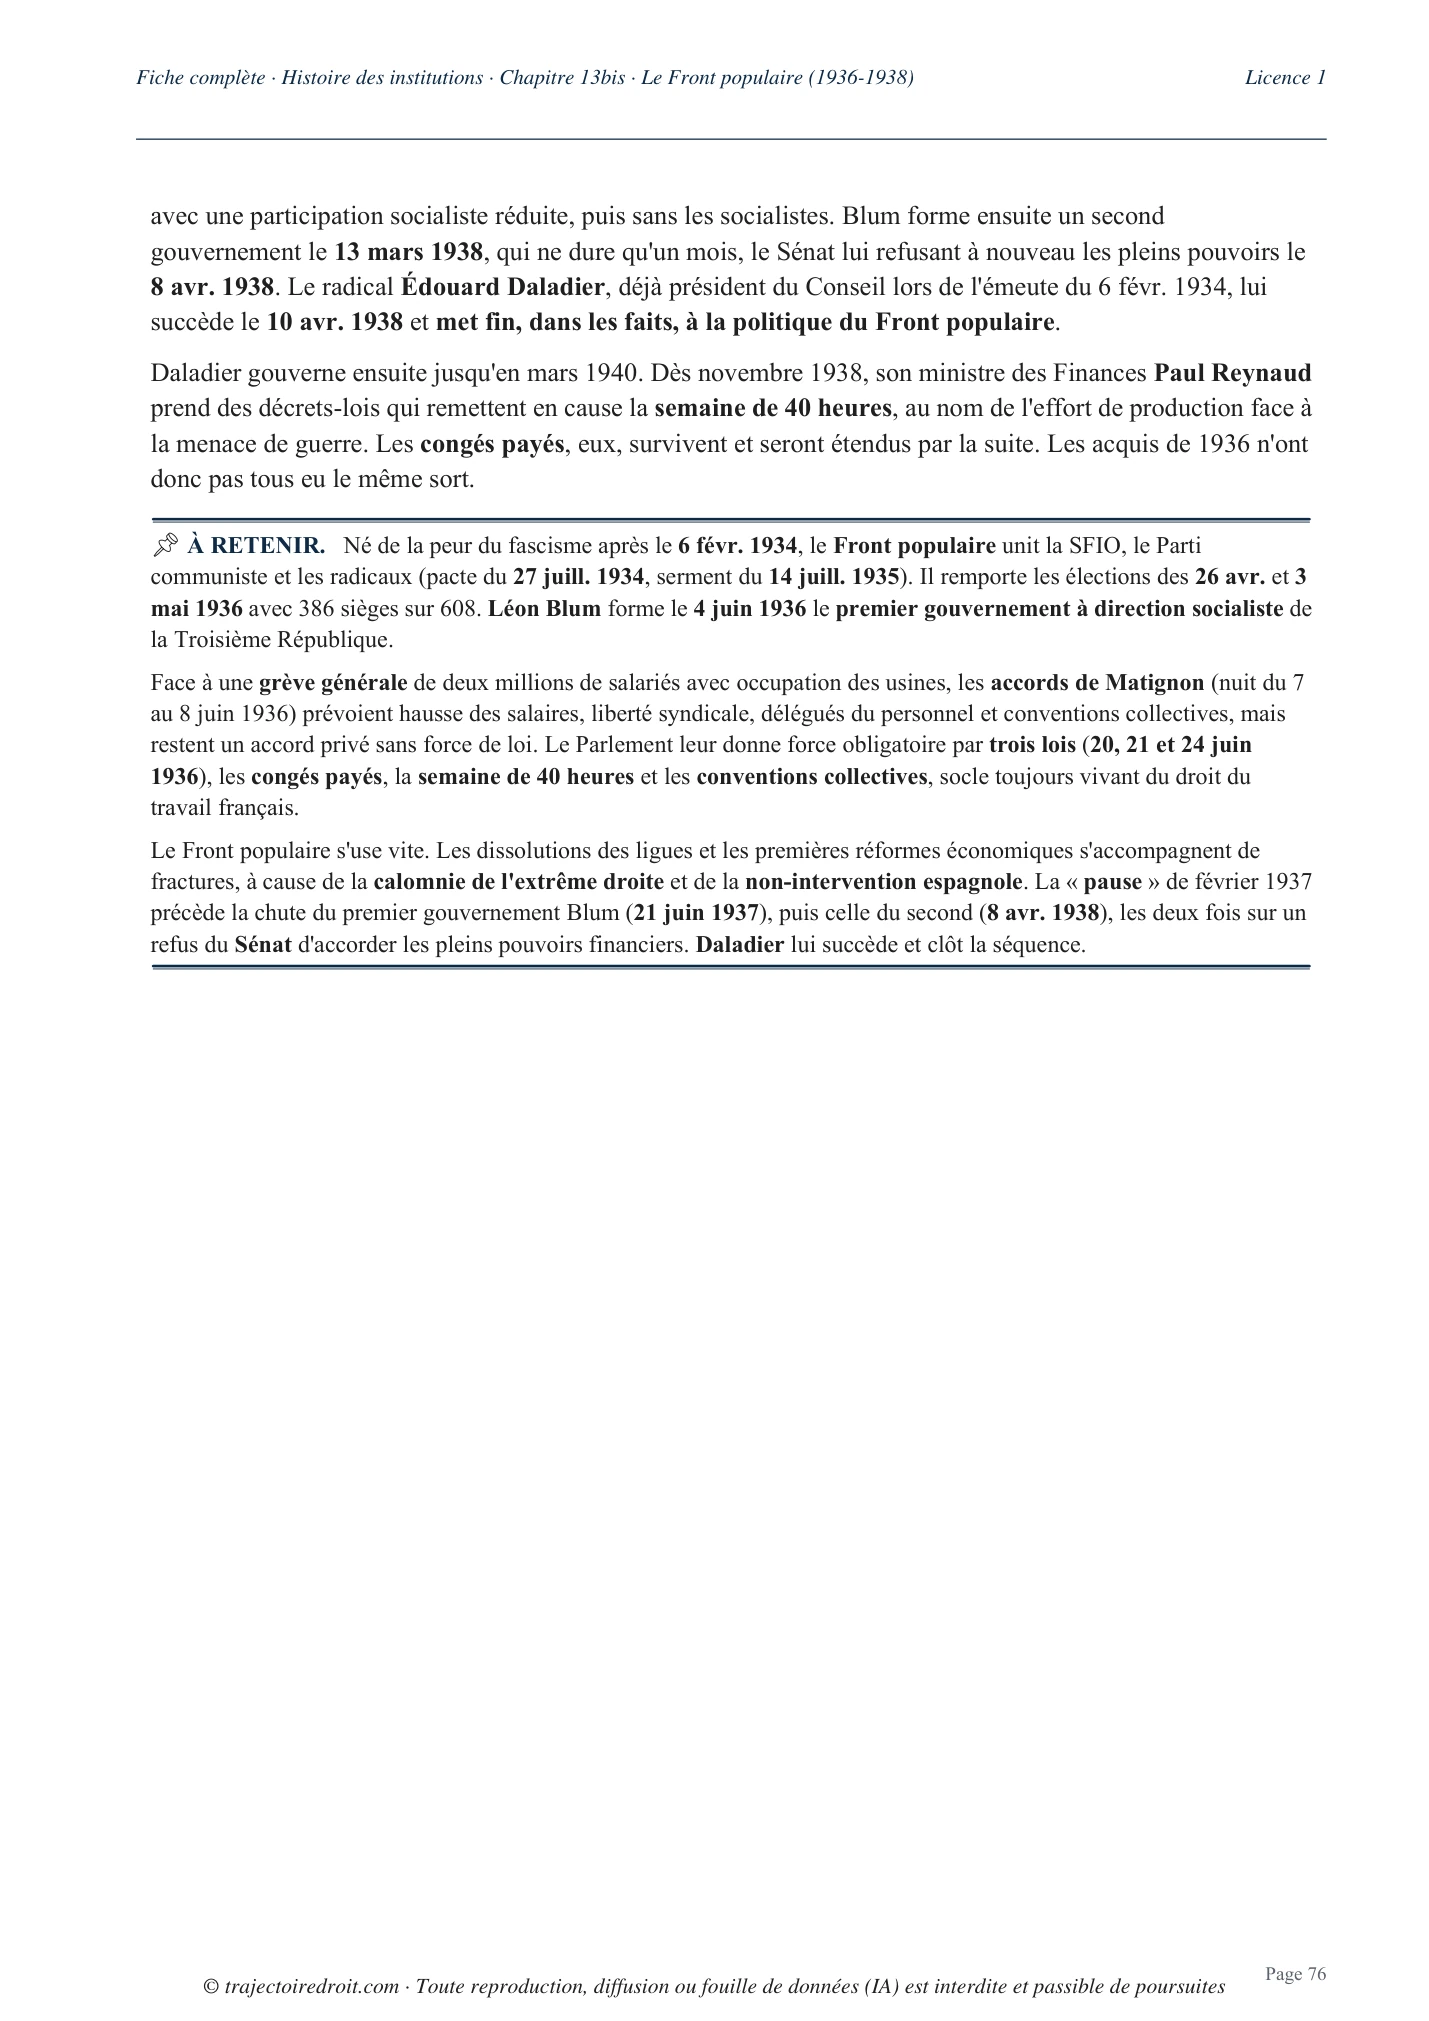 Fiche complète · Histoire des institutions · Chapitre 13bis · Le Front populaire (1936-1938)
Licence 1
avec une participation socialiste réduite, puis sans les socialistes. Blum forme ensuite un second
gouvernement le 13 mars 1938, qui ne dure qu'un mois, le Sénat lui refusant à nouveau les pleins pouvoirs le
8 avr. 1938. Le radical Édouard Daladier, déjà président du Conseil lors de l'émeute du 6 févr. 1934, lui
succède le 10 avr. 1938 et met fin, dans les faits, à la politique du Front populaire.
Daladier gouverne ensuite jusqu'en mars 1940. Dès novembre 1938, son ministre des Finances Paul Reynaud
prend des décrets-lois qui remettent en cause la semaine de 40 heures, au nom de l'effort de production face à
la menace de guerre. Les congés payés, eux, survivent et seront étendus par la suite. Les acquis de 1936 n'ont
donc pas tous eu le même sort.
À RETENIR. Né de la peur du fascisme après le 6 févr. 1934, le Front populaire unit la SFIO, le Parti
communiste et les radicaux (pacte du 27 juill. 1934, serment du 14 juill. 1935). Il remporte les élections des 26 avr. et 3
mai 1936 avec 386 sièges sur 608. Léon Blum forme le 4 juin 1936 le premier gouvernement à direction socialiste de
la Troisième République.
Face à une grève générale de deux millions de salariés avec occupation des usines, les accords de Matignon (nuit du 7
au 8 juin 1936) prévoient hausse des salaires, liberté syndicale, délégués du personnel et conventions collectives, mais
restent un accord privé sans force de loi. Le Parlement leur donne force obligatoire par trois lois (20, 21 et 24 juin
1936), les congés payés, la semaine de 40 heures et les conventions collectives, socle toujours vivant du droit du
travail français.
Le Front populaire s'use vite. Les dissolutions des ligues et les premières réformes économiques s'accompagnent de
fractures, à cause de la calomnie de l'extrême droite et de la non-intervention espagnole. La « pause » de février 1937
précède la chute du premier gouvernement Blum (21 juin 1937), puis celle du second (8 avr. 1938), les deux fois sur un
refus du Sénat d'accorder les pleins pouvoirs financiers. Daladier lui succède et clôt la séquence.
© trajectoiredroit.com · Toute reproduction, diffusion ou fouille de données (IA) est interdite et passible de poursuites
Page 76